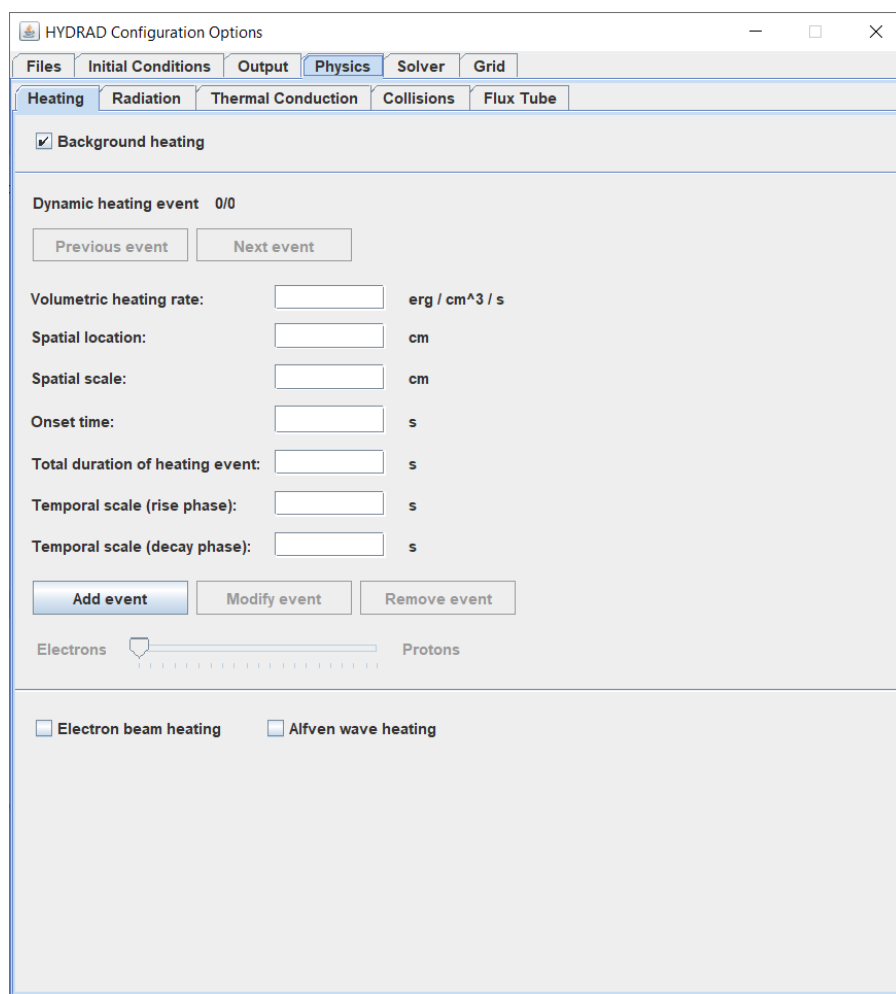 HYDRAD Configuration Options
Files Initial Conditions Output Physics Solver Grid
Heating Radiation Thermal Conduction Collisions Flux Tube
Background heating
Dynamic heating event 0/0
Previous event Next event
Volumetric heating rate: erg / cm^3 / s
Spatial location: cm
Spatial scale: cm
Onset time: s
Total duration of heating event: s
Temporal scale (rise phase): s
Temporal scale (decay phase): s
Add event Modify event Remove event
Electrons Protons
Electron beam heating Alfven wave heating